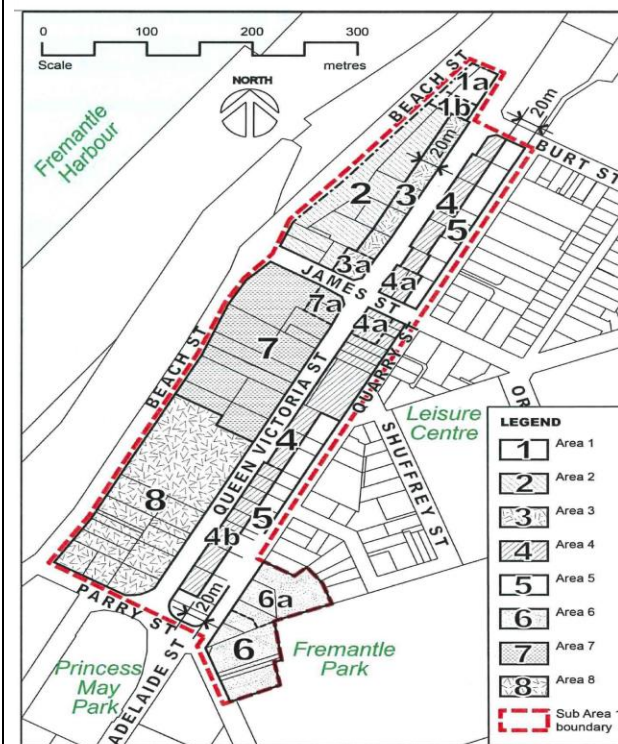 0 100 200 300
Scale metres
NORTH
BEACH ST
1a
1b
20m
20m
BURT ST
Fremantle
Harbour
2
3
4
5
3a
JAMES ST
4a
4a
7a
7
QUEEN VICTORIA ST
QUARRY ST
BEACH ST
Leisure
Centre
OR
SHUFFREY ST
4
8
5
4b
20m
PARRY ST
6a
6
Fremantle
Park
Princess
May
Park
ADELAIDE ST
LEGEND
1 Area 1
2 Area 2
3 Area 3
4 Area 4
5 Area 5
6 Area 6
7 Area 7
8 Area 8
Sub Area 1
boundary